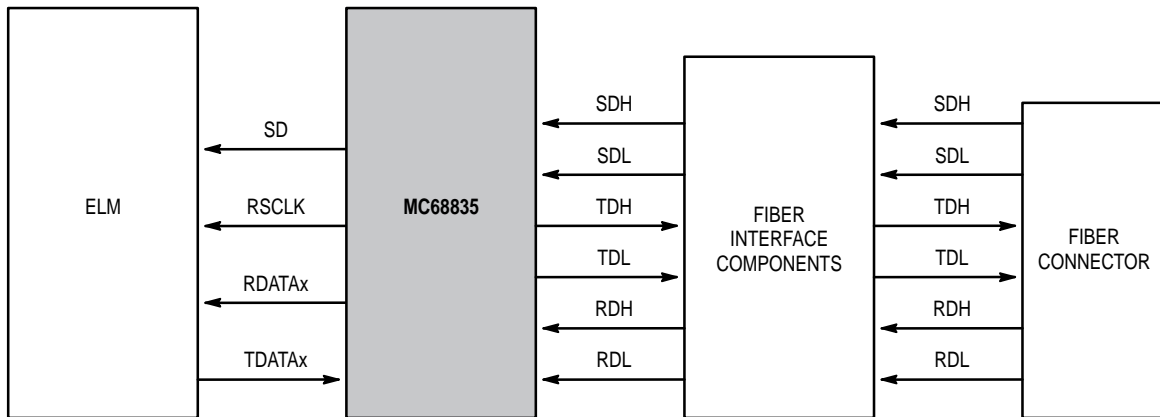 ELM
SD
RSCLK
RDATAx
TDATAx
MC68835
SDH
SDL
TDH
TDL
RDH
RDL
FIBER
INTERFACE
COMPONENTS
SDH
SDL
TDH
TDL
RDH
RDL
FIBER
CONNECTOR